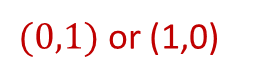 (0,1) or (1,0)